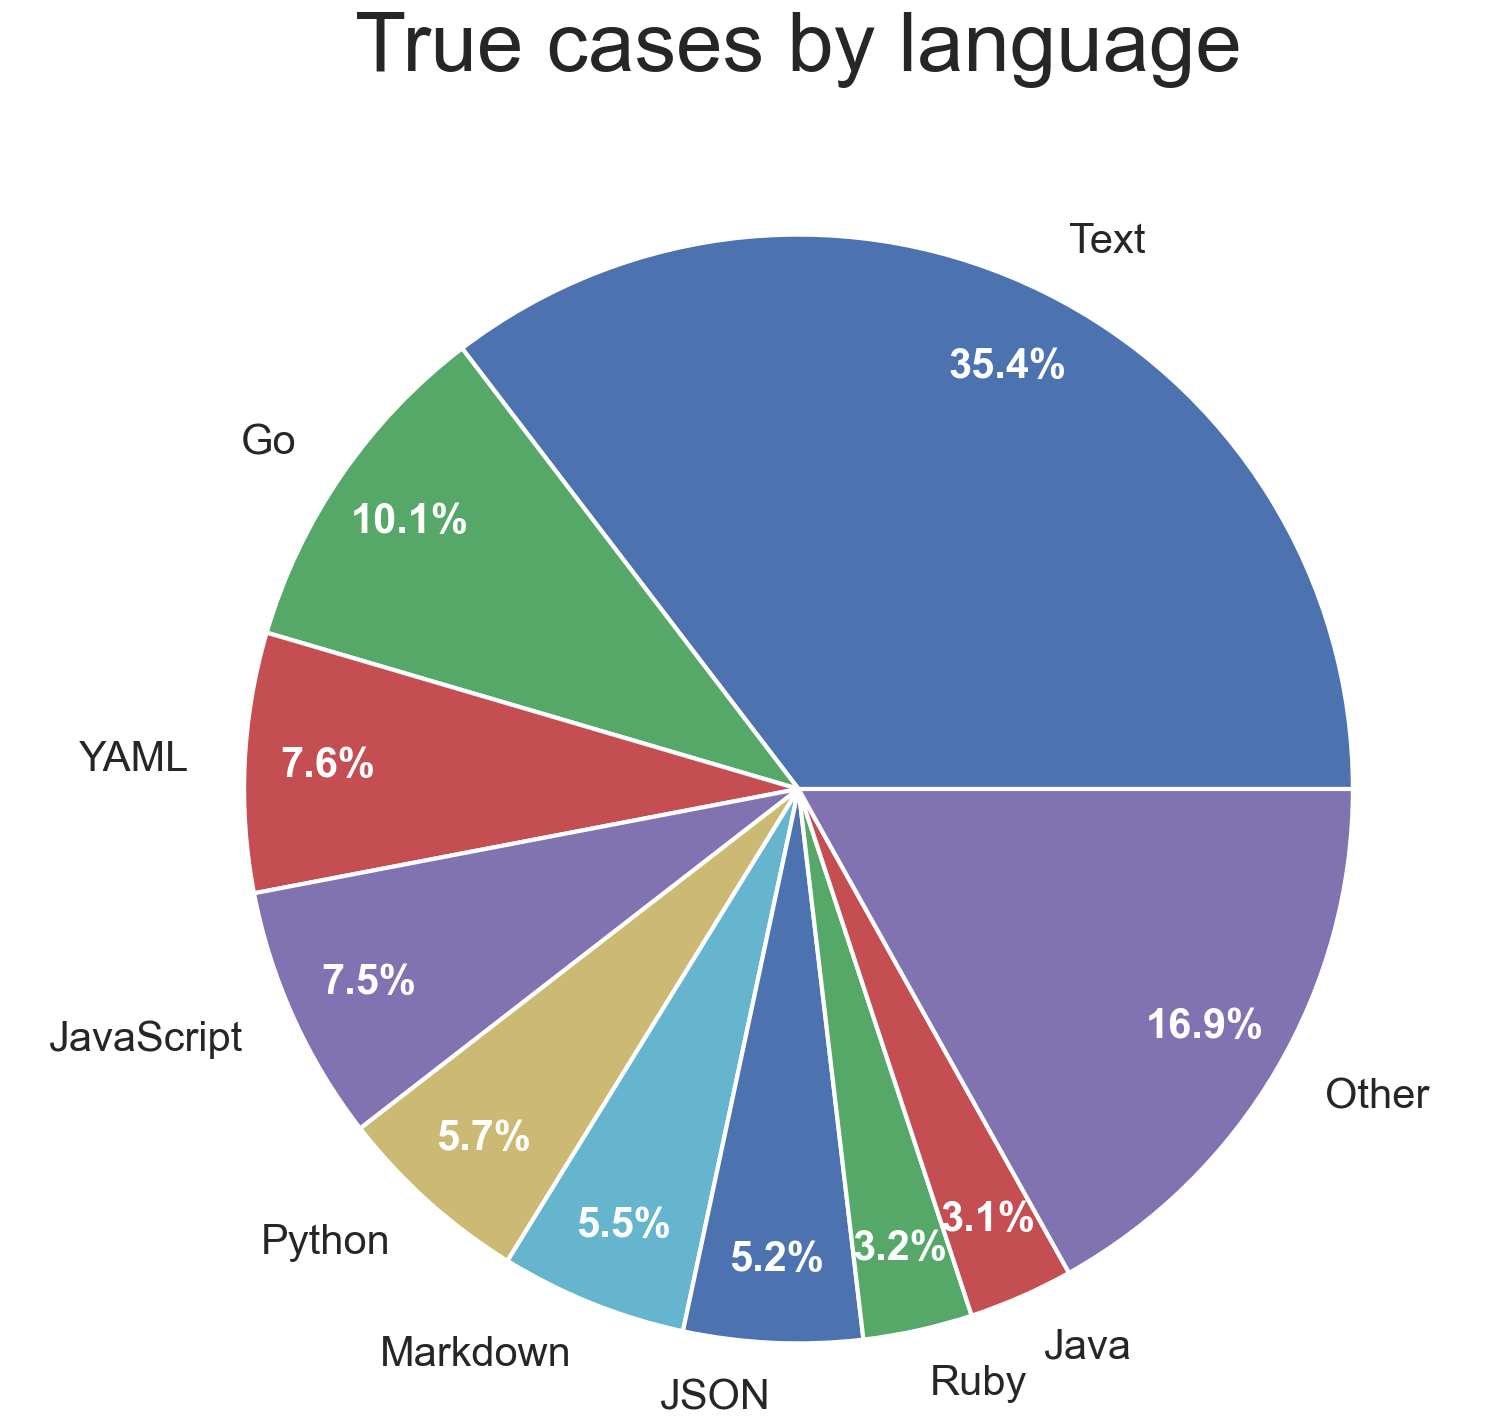 True cases by language
Text
35.4%
Go
10.1%
YAML
7.6%
JavaScript
7.5%
Python
5.7%
Markdown
5.5%
JSON
5.2%
Ruby
3.2%
Java
3.1%
Other
16.9%